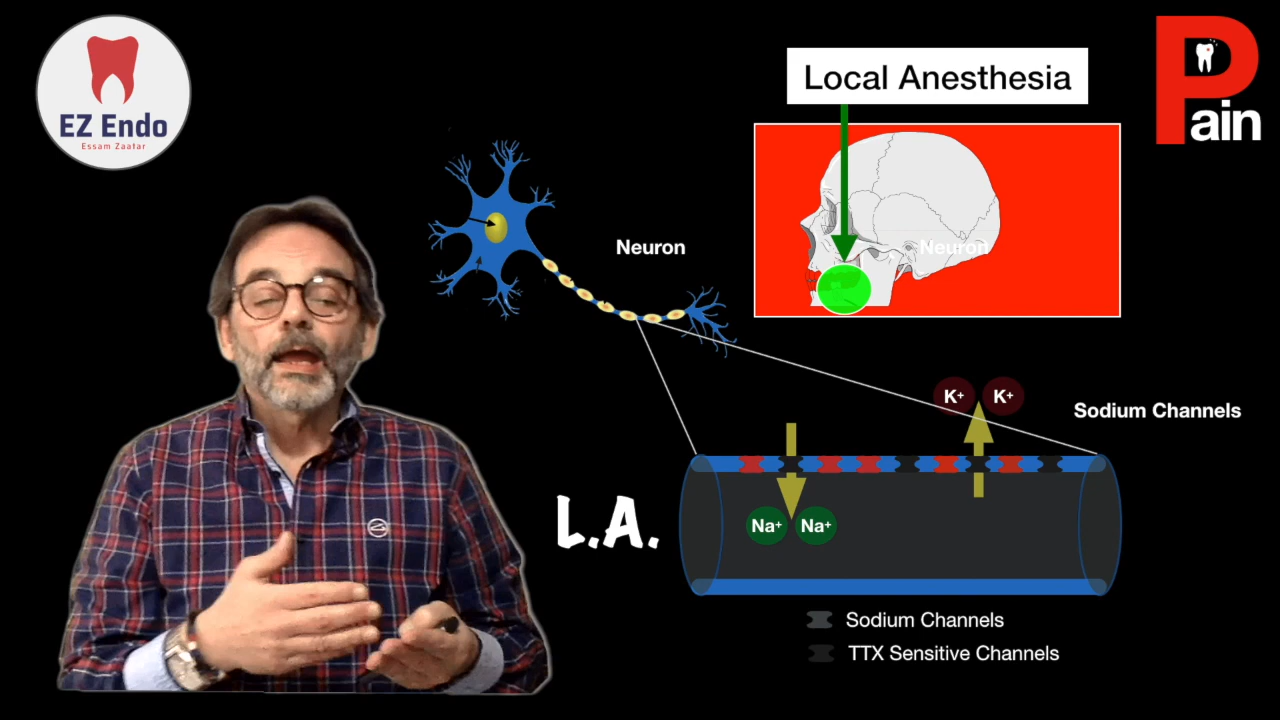 EZ Endo
Essam Zaatar
Local Anesthesia
Pain
Neuron
Neuron
K+ K+
Sodium Channels
L.A.
Na+ Na+
Sodium Channels
TTX Sensitive Channels